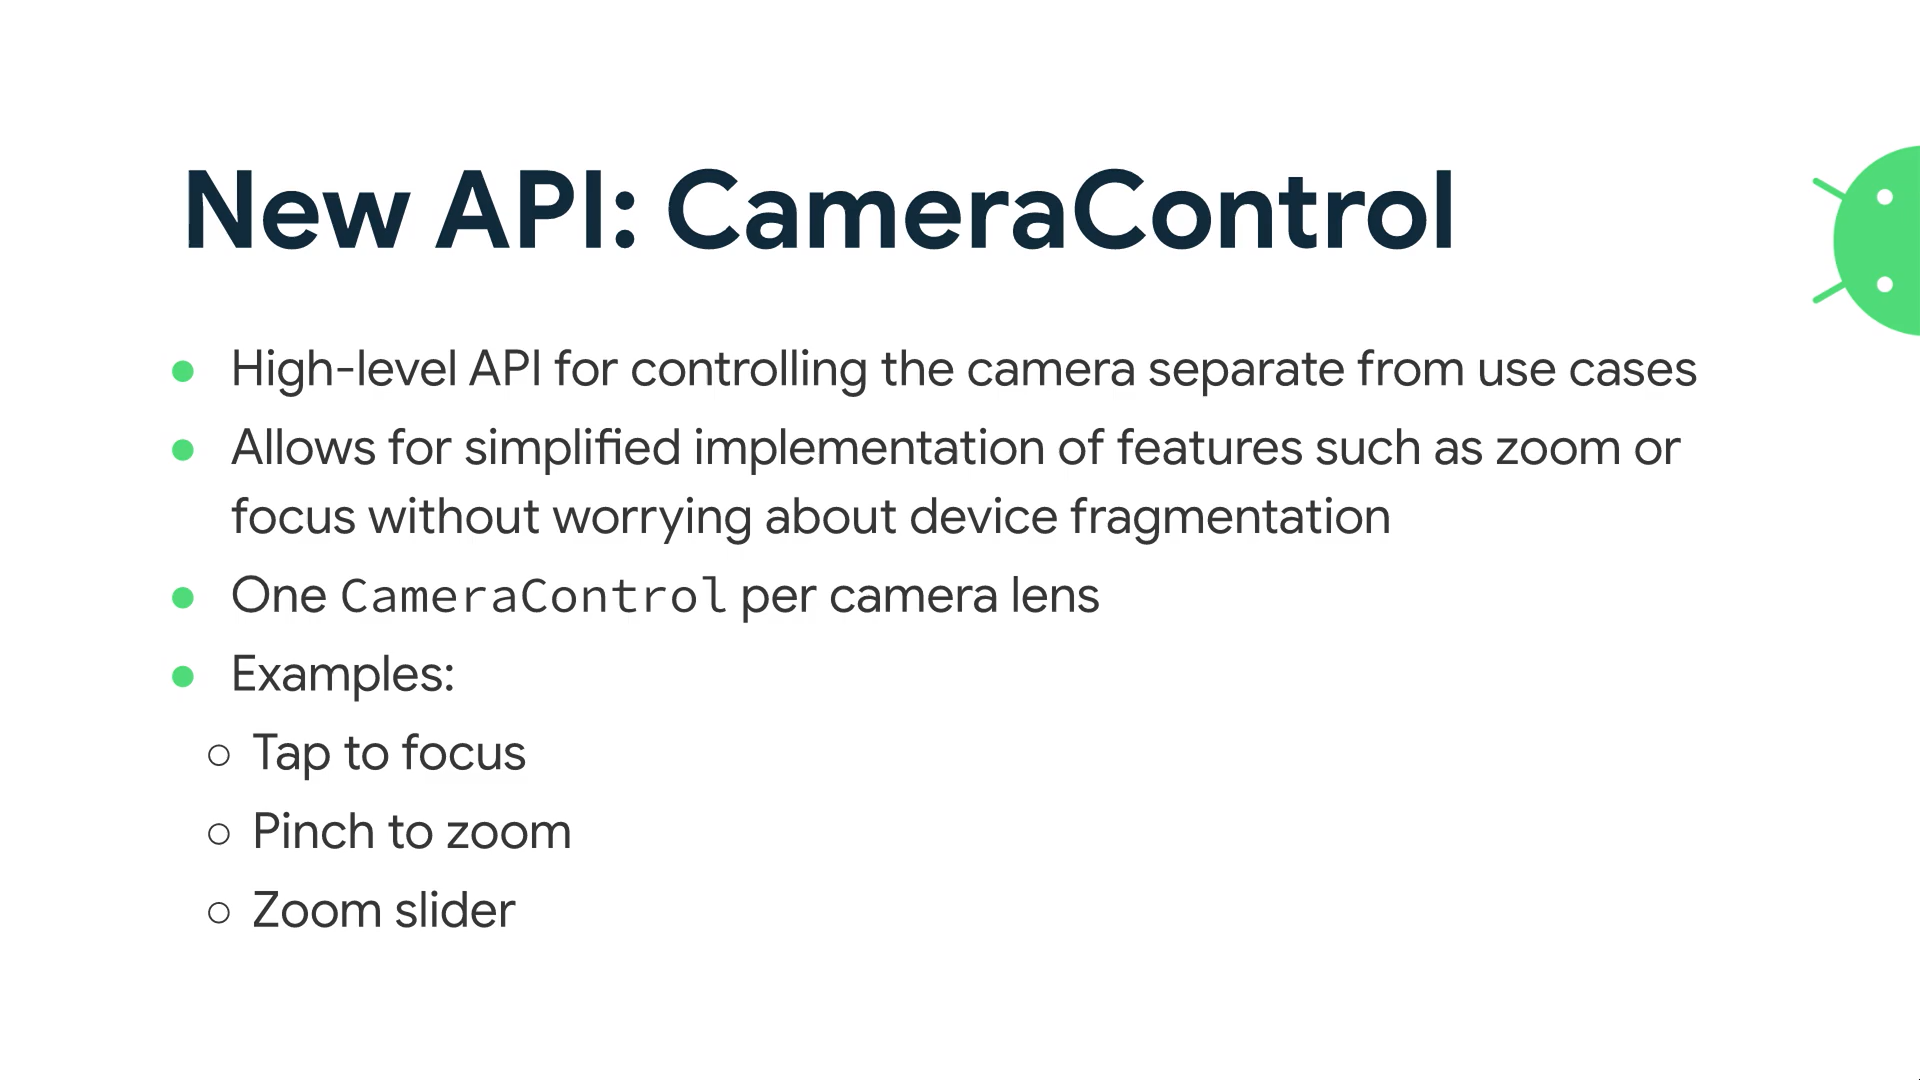 New API: CameraControl
● High-level API for controlling the camera separate from use cases
● Allows for simplified implementation of features such as zoom or
focus without worrying about device fragmentation
● One CameraControl per camera lens
● Examples:
○ Tap to focus
○ Pinch to zoom
○ Zoom slider